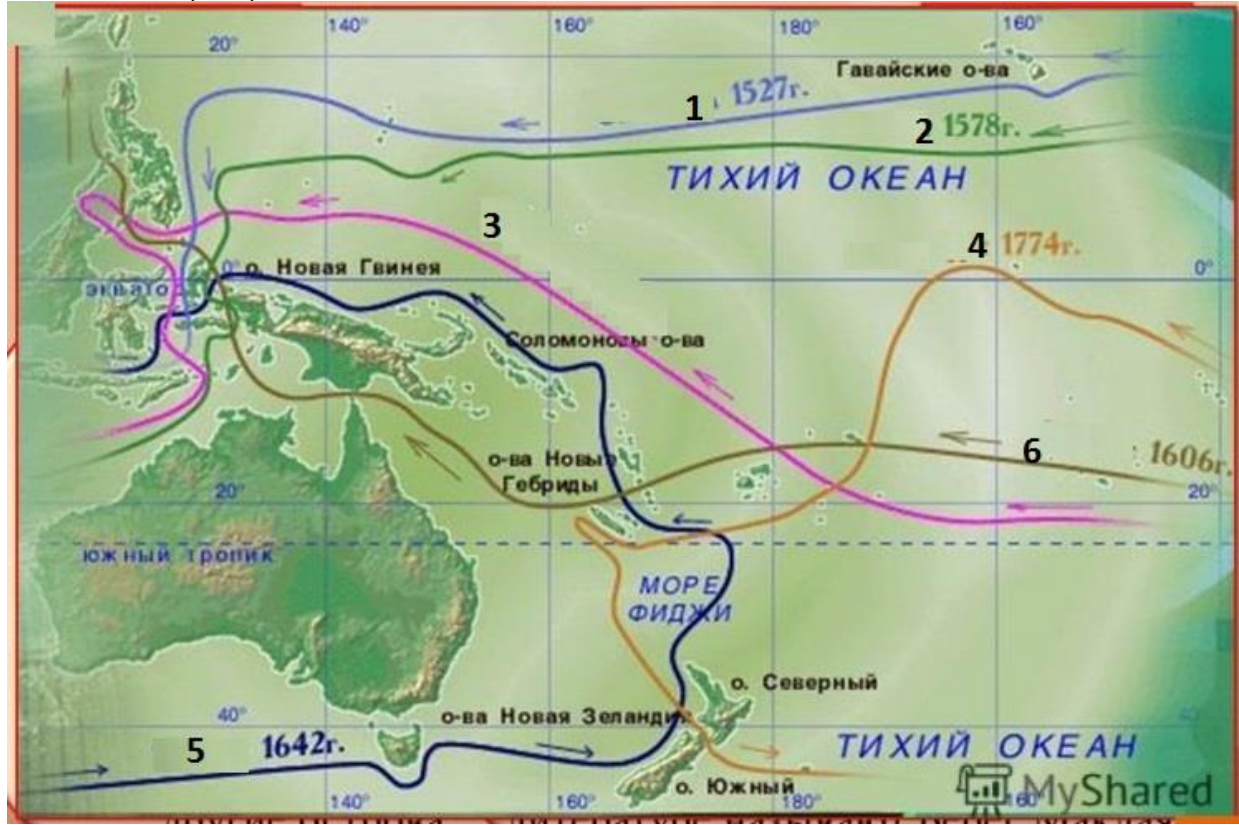 140°
160°
180°
160°
20°
Гавайские о-ва
1
1527г.
2
1578г.
ТИХИЙ ОКЕАН
3
4
1774г.
0°
о. Новая Гвинея
0°
эквато
Соломоновы о-ва
о-ва Новые
Гебриды
6
1606г.
20°
20°
южный тропик
МОРЕ
ФИДЖИ
о. Северный
40°
о-ва Новая Зеландия
40
5
1642г.
ТИХИЙ ОКЕАН
о. Южный
140°
160°
180°
160°
MyShared